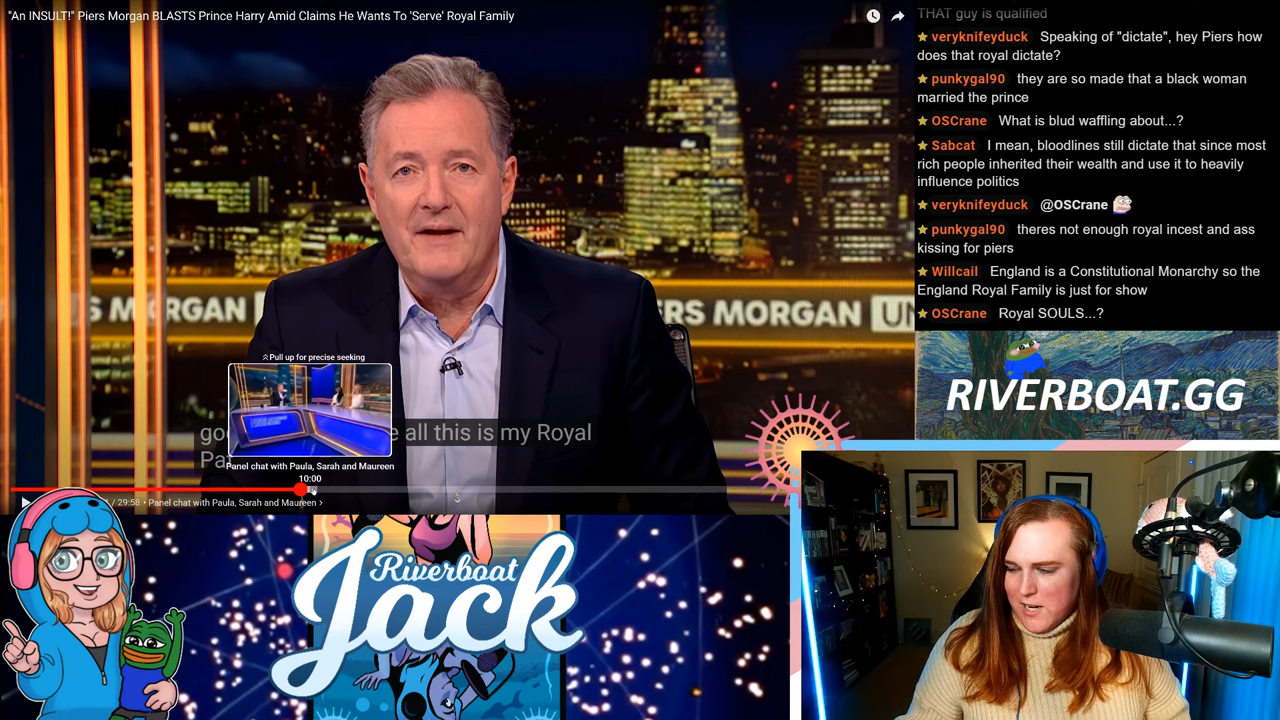 "An INSULT!" Piers Morgan BLASTS Prince Harry Amid Claims He Wants To 'Serve' Royal Family
S MORGAN
ERS MORGAN UN
Pull up for precise seeking
all this is my Royal
Panel chat with Paula, Sarah and Maureen
10:00
/ 29:58 • Panel chat with Paula, Sarah and Maureen
THAT guy is qualified
veryknifeyduck Speaking of "dictate", hey Piers how
does that royal dictate?
punkygal90 they are so made that a black woman
married the prince
OSCrane What is blud waffling about...?
Sabcat I mean, bloodlines still dictate that since most
rich people inherited their wealth and use it to heavily
influence politics
veryknifeyduck @OSCrane
punkygal90 theres not enough royal incest and ass
kissing for piers
Willcail England is a Constitutional Monarchy so the
England Royal Family is just for show
OSCrane Royal SOULS...?
RIVERBOAT.GG
Riverboat
Jack